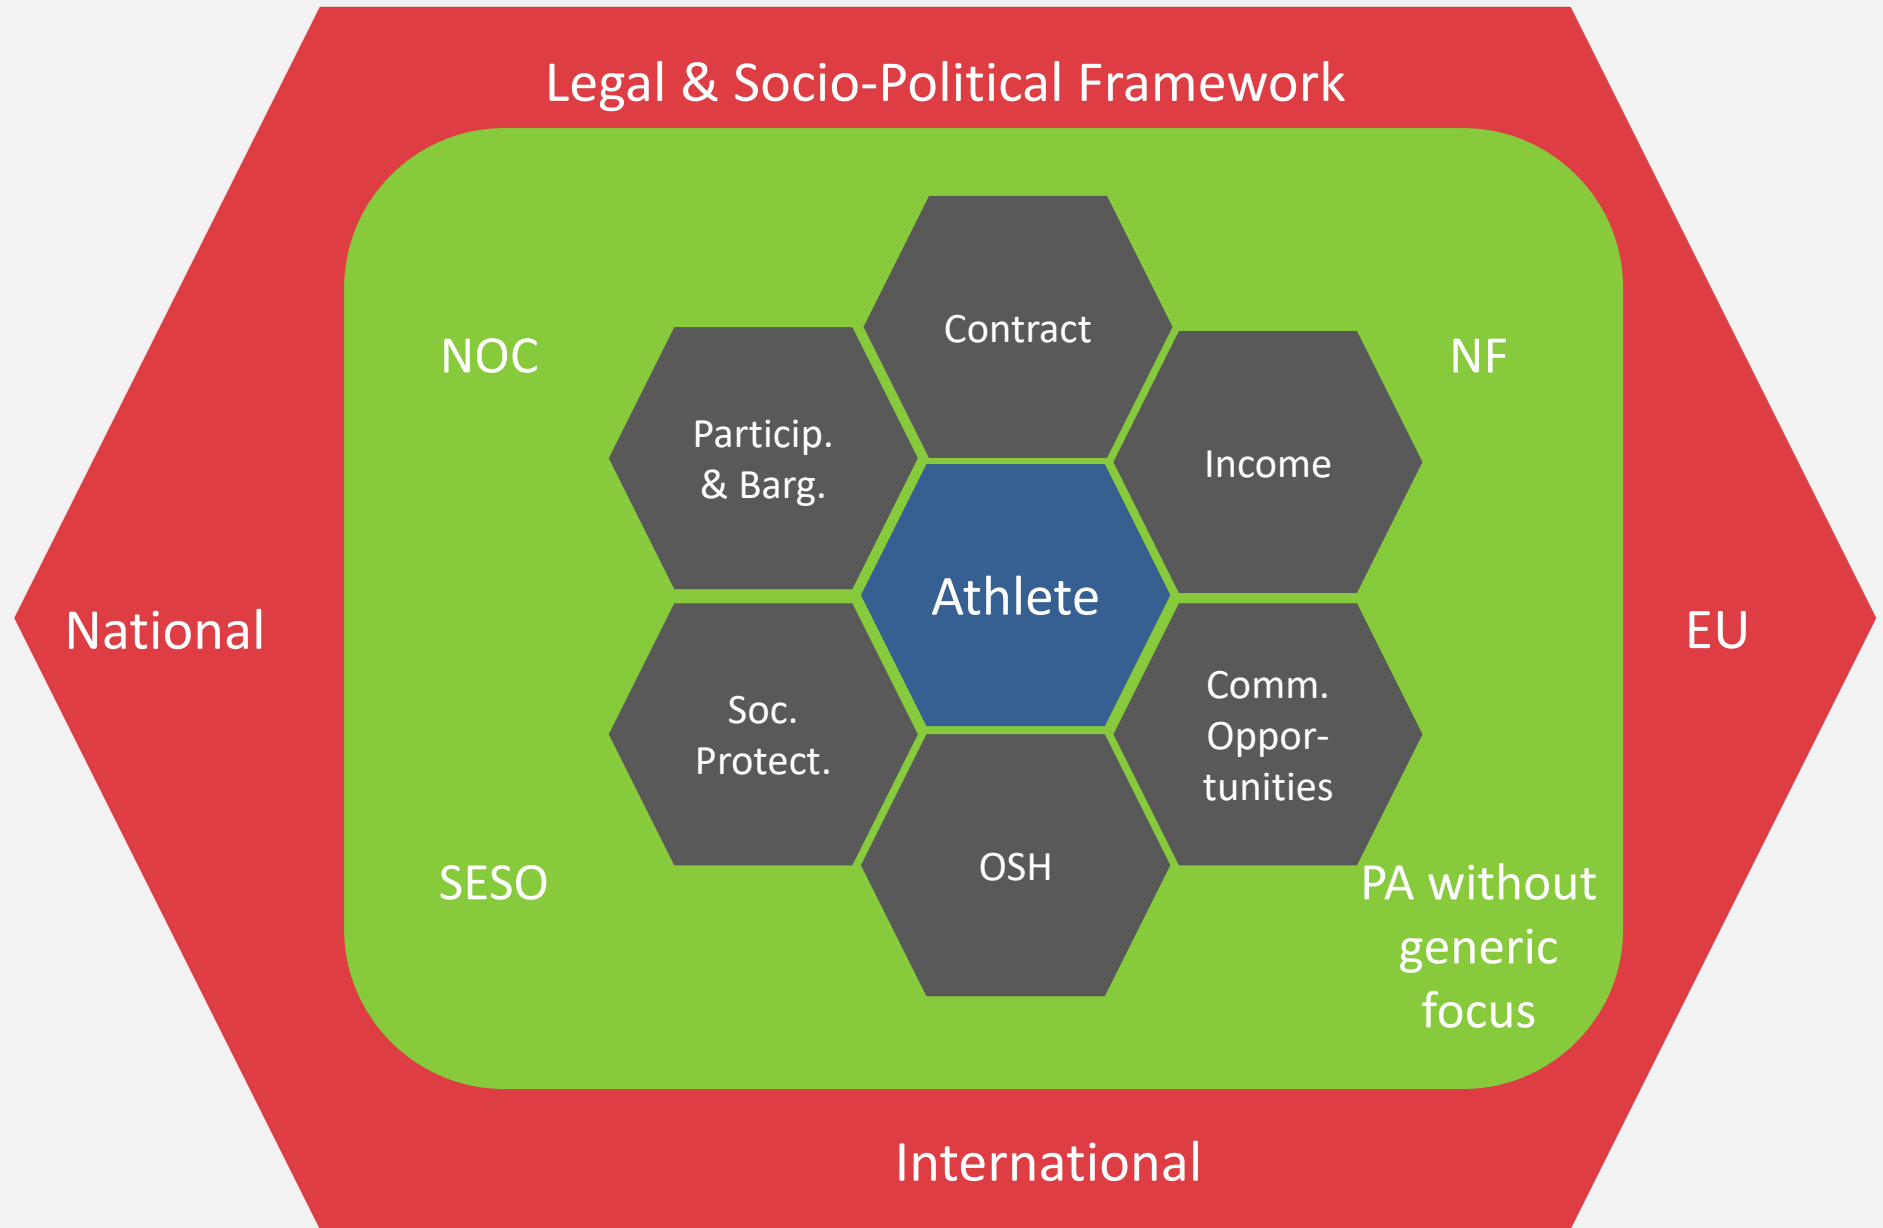 Legal & Socio-Political Framework
NOC
Contract
NF
Particip.
& Barg.
Income
National
Athlete
EU
Soc.
Protect.
Comm.
Oppor-
tunities
SESO
OSH
PA without
generic
focus
International